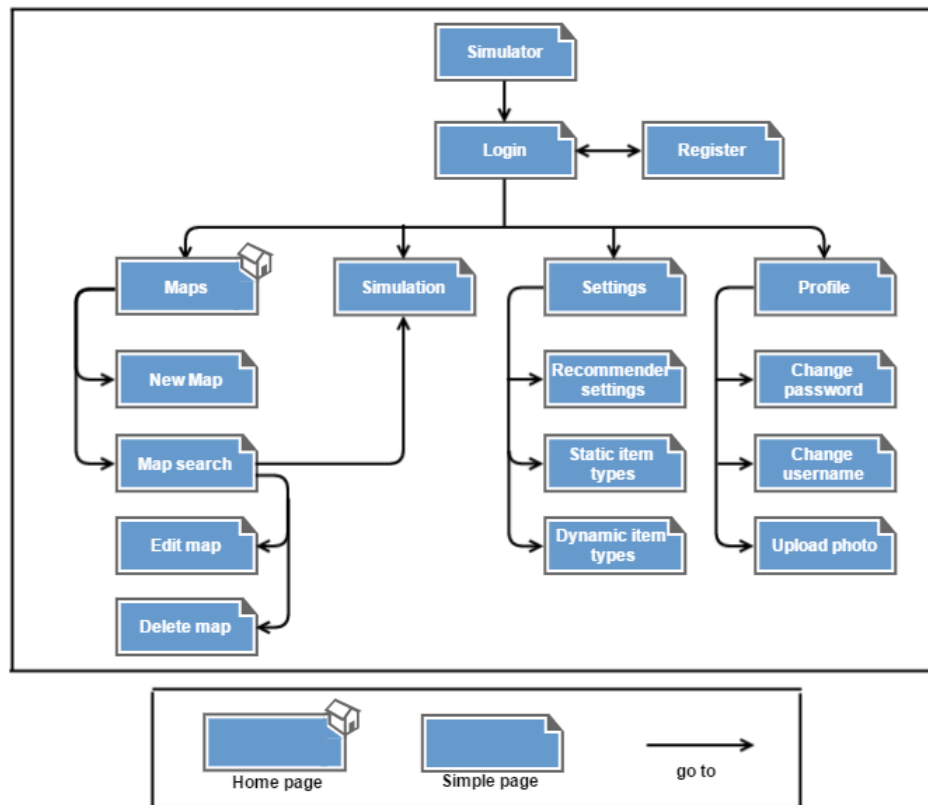 Simulator
Login
Register
Maps
Simulation
Settings
Profile
New Map
Recommender
settings
Change
password
Map search
Static item
types
Change
username
Edit map
Dynamic item
types
Upload photo
Delete map
Home page
Simple page
go to